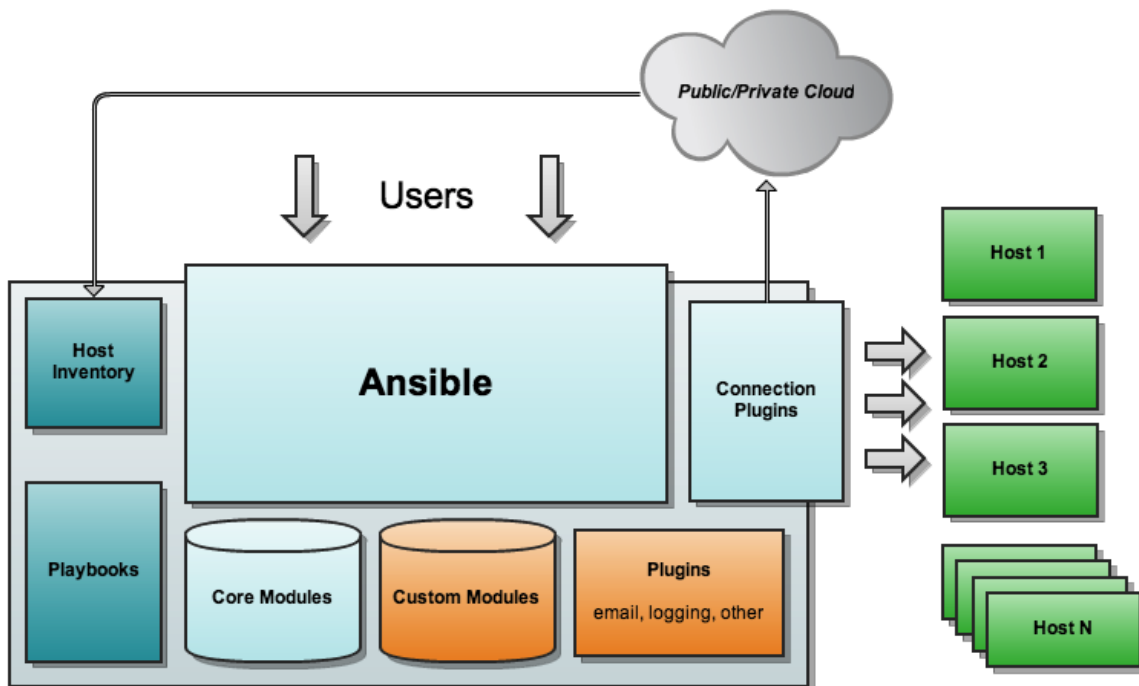 Public/Private Cloud
Users
Host 1
Host
Inventory
Ansible
Connection
Plugins
Host 2
Host 3
Playbooks
Core Modules
Custom Modules
Plugins
email, logging, other
Host N